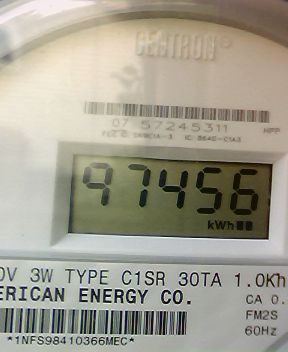 CENTRON®
07 57245311 HPP
97456
kWh
0V 3W TYPE C1SR 30TA 1.0Kh
ERICAN ENERGY CO. CA 0.
FM2S
*1NFS98410366MEC* 60Hz